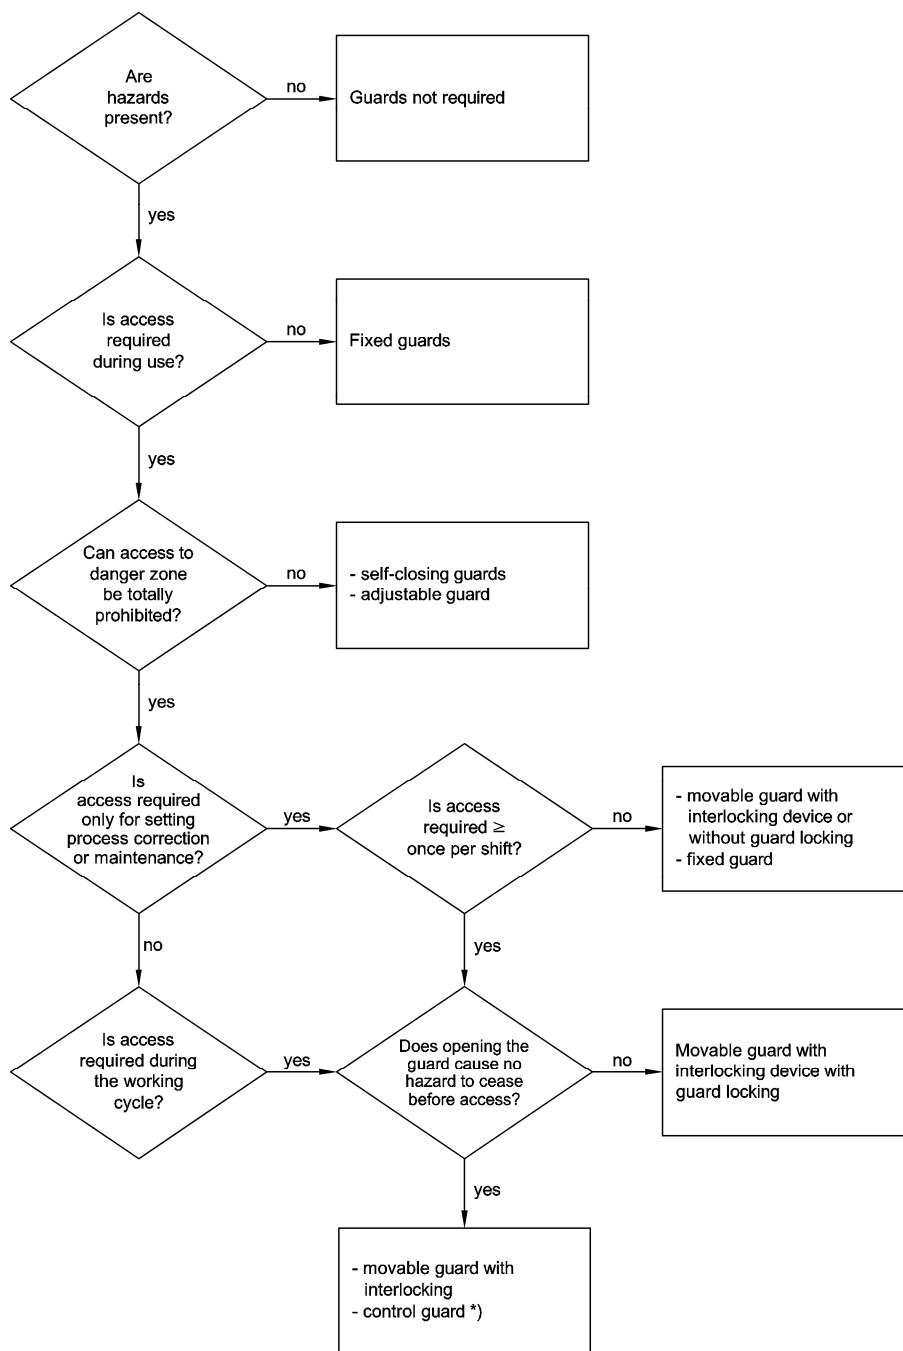 Are
hazards
present?
no
Guards not required
yes
Is access
required
during use?
no
Fixed guards
yes
Can access to
danger zone
be totally
prohibited?
no
- self-closing guards
- adjustable guard
yes
Is
access required
only for setting
process correction
or maintenance?
yes
Is access
required ≥
once per shift?
no
- movable guard with
interlocking device or
without guard locking
- fixed guard
no
yes
Is access
required during
the working
cycle?
yes
Does opening the
guard cause no
hazard to cease
before access?
no
Movable guard with
interlocking device with
guard locking
yes
- movable guard with
interlocking
- control guard *)